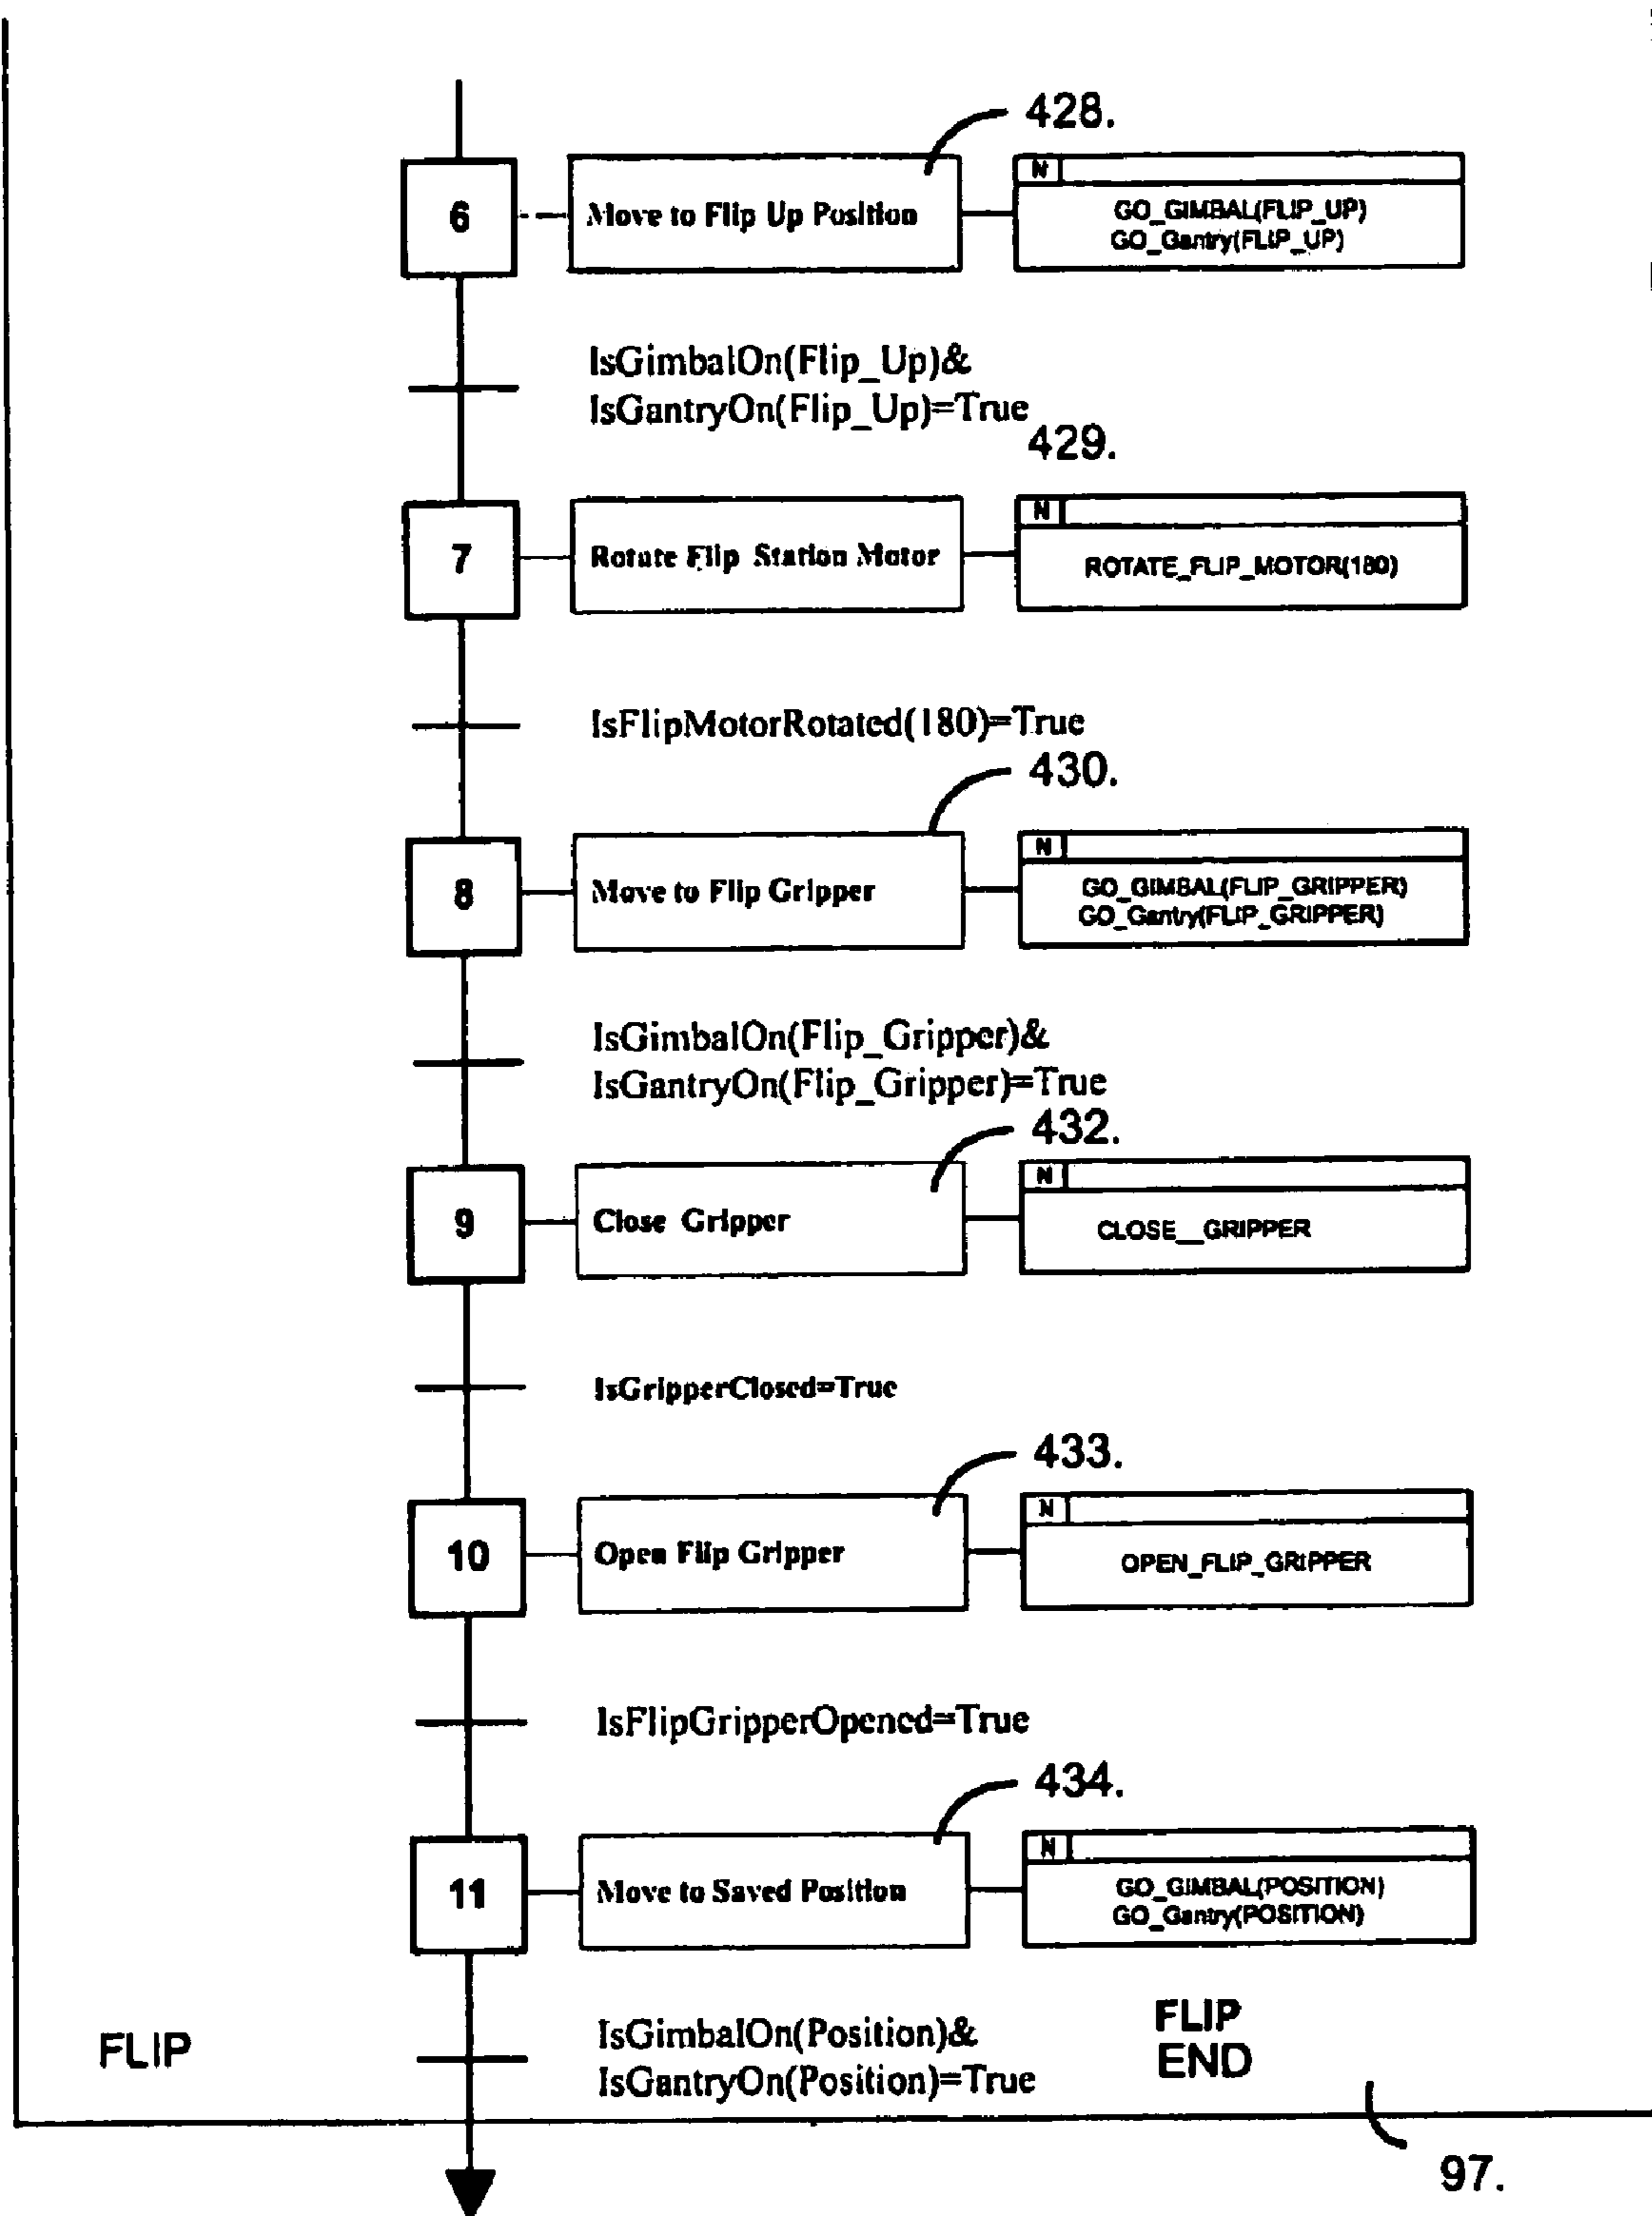 428.
6
Move to Flip Up Position
N
GO_GIMBAL(FLIP_UP)
GO_Gantry(FLIP_UP)
IsGimbalOn(Flip_Up)&
IsGantryOn(Flip_Up)=True
429.
7
Rotate Flip Station Motor
N
ROTATE_FLIP_MOTOR(180)
IsFlipMotorRotated(180)=True
430.
8
Move to Flip Gripper
N
GO_GIMBAL(FLIP_GRIPPER)
GO_Gantry(FLIP_GRIPPER)
IsGimbalOn(Flip_Gripper)&
IsGantryOn(Flip_Gripper)=True
432.
9
Close Gripper
N
CLOSE__GRIPPER
IsGripperClosed=True
433.
10
Open Flip Gripper
N
OPEN_FLIP_GRIPPER
IsFlipGripperOpened=True
434.
11
Move to Saved Position
N
GO_GIMBAL(POSITION)
GO_Gantry(POSITION)
FLIP
IsGimbalOn(Position)&
IsGantryOn(Position)=True
FLIP
END
97.